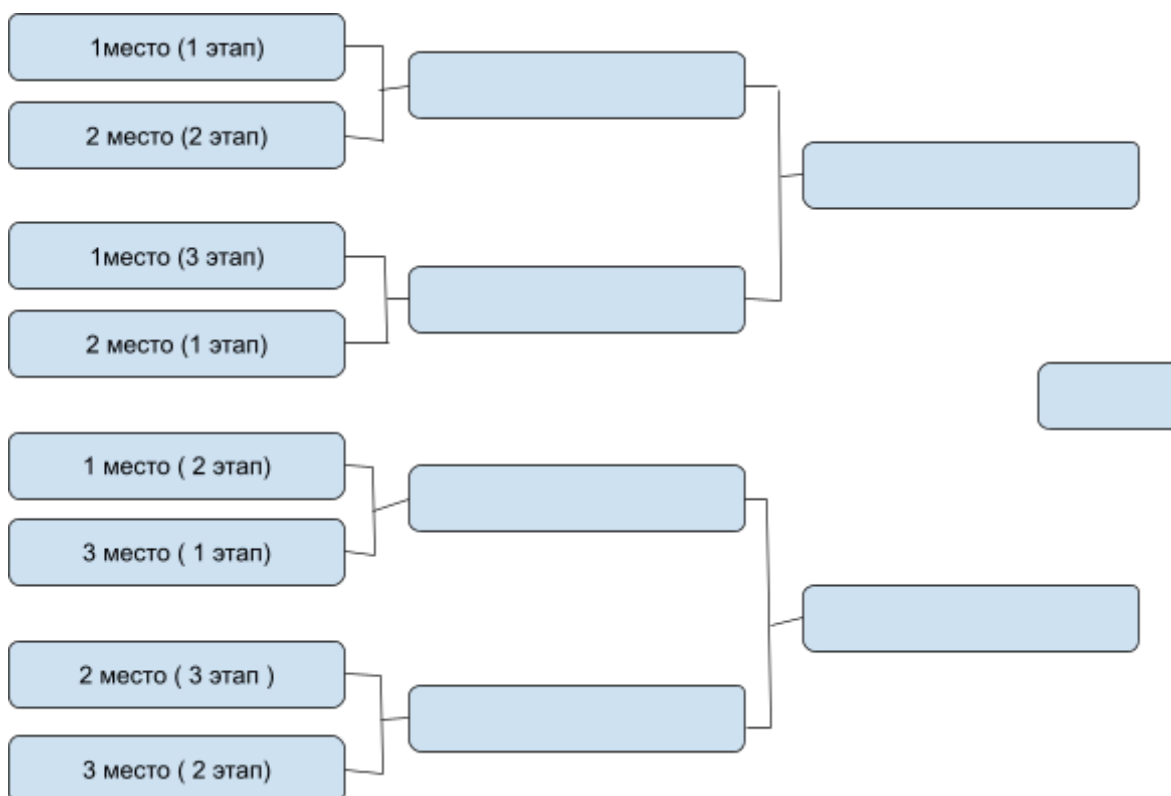 1место (1 этап)
2 место (2 этап)
1место (3 этап)
2 место (1 этап)
1 место ( 2 этап)
3 место ( 1 этап)
2 место ( 3 этап )
3 место ( 2 этап)